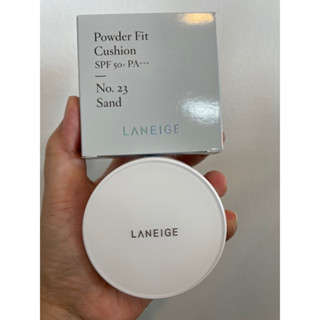 Powder Fit
Cushion
SPF 50+ PA+++
No. 23
Sand
LANEIGE
LANEIGE